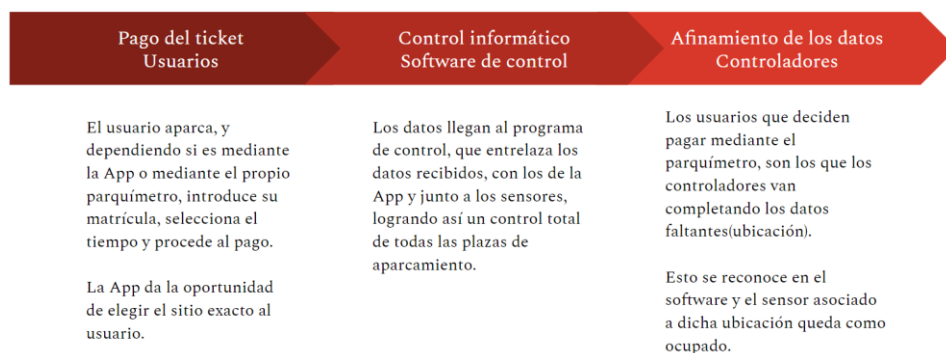 Pago del ticket
Usuarios
Control informático
Software de control
Afinamiento de los datos
Controladores
El usuario aparca, y
dependiendo si es mediante
la App o mediante el propio
parquímetro, introduce su
matrícula, selecciona el
tiempo y procede al pago.
La App da la oportunidad
de elegir el sitio exacto al
usuario.
Los datos llegan al programa
de control, que entrelaza los
datos recibidos, con los de la
App y junto a los sensores,
logrando así un control total
de todas las plazas de
aparcamiento.
Los usuarios que deciden
pagar mediante el
parquímetro, son los que los
controladores van
completando los datos
faltantes(ubicación).
Esto se reconoce en el
software y el sensor asociado
a dicha ubicación queda como
ocupado.